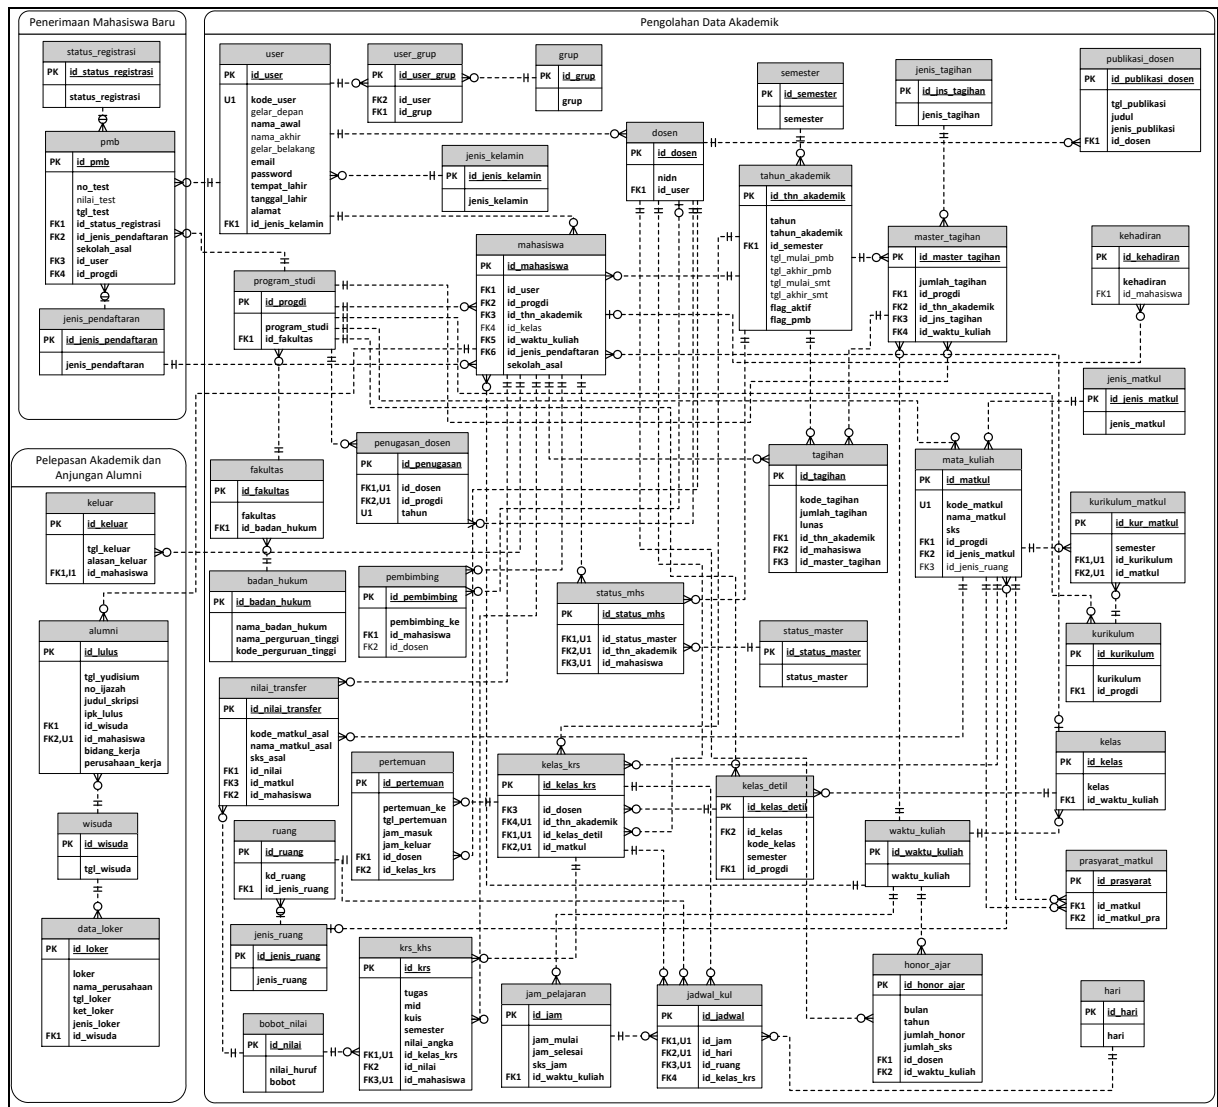 Penerimaan Mahasiswa Baru
status_registrasi
PK id_status_registrasi
status_registrasi
pmb
PK id_pmb
no_test
nilai_test
tgl_test
FK1 id_status_registrasi
FK2 id_jenis_pendaftaran
sekolah_asal
FK3 id_user
FK4 id_progdi
jenis_pendaftaran
PK id_jenis_pendaftaran
jenis_pendaftaran
Pelepasan Akademik dan
Anjungan Alumni
keluar
PK id_keluar
tgl_keluar
alasan_keluar
FK1,I1 id_mahasiswa
alumni
PK id_lulus
tgl_yudisium
no_ijazah
judul_skripsi
ipk_lulus
FK1 id_wisuda
FK2,U1 id_mahasiswa
bidang_kerja
perusahaan_kerja
wisuda
PK id_wisuda
tgl_wisuda
data_loker
PK id_loker
loker
nama_perusahaan
tgl_loker
ket_loker
jenis_loker
FK1 id_wisuda
Pengolahan Data Akademik
user
PK id_user
U1 kode_user
gelar_depan
nama_awal
nama_akhir
gelar_belakang
email
password
tempat_lahir
tanggal_lahir
alamat
FK1 id_jenis_kelamin
user_grup
PK id_user_grup
FK2 id_user
FK1 id_grup
grup
PK id_grup
grup
jenis_kelamin
PK id_jenis_kelamin
jenis_kelamin
dosen
PK id_dosen
nidn
FK1 id_user
semester
PK id_semester
semester
jenis_tagihan
PK id_jns_tagihan
jenis_tagihan
publikasi_dosen
PK id_publikasi_dosen
tgl_publikasi
judul
jenis_publikasi
FK1 id_dosen
tahun_akademik
PK id_thn_akademik
tahun
tahun_akademik
FK1 id_semester
tgl_mulai_pmb
tgl_akhir_pmb
tgl_mulai_smt
tgl_akhir_smt
flag_aktif
flag_pmb
master_tagihan
PK id_master_tagihan
jumlah_tagihan
FK1 id_progdi
FK2 id_thn_akademik
FK3 id_jns_tagihan
FK4 id_waktu_kuliah
kehadiran
PK id_kehadiran
kehadiran
FK1 id_mahasiswa
mahasiswa
PK id_mahasiswa
FK1 id_user
FK2 id_progdi
FK3 id_thn_akademik
FK4 id_kelas
FK5 id_waktu_kuliah
FK6 id_jenis_pendaftaran
sekolah_asal
program_studi
PK id_progdi
program_studi
FK1 id_fakultas
jenis_matkul
PK id_jenis_matkul
jenis_matkul
penugasan_dosen
PK id_penugasan
FK1,U1 id_dosen
FK2,U1 id_progdi
U1 tahun
fakultas
PK id_fakultas
fakultas
FK1 id_badan_hukum
tagihan
PK id_tagihan
kode_tagihan
jumlah_tagihan
lunas
FK1 id_thn_akademik
FK2 id_mahasiswa
FK3 id_master_tagihan
mata_kuliah
PK id_matkul
U1 kode_matkul
nama_matkul
sks
FK1 id_progdi
FK2 id_jenis_matkul
FK3 id_jenis_ruang
kurikulum_matkul
PK id_kur_matkul
semester
FK1,U1 id_kurikulum
FK2,U1 id_matkul
badan_hukum
PK id_badan_hukum
nama_badan_hukum
nama_perguruan_tinggi
kode_perguruan_tinggi
pembimbing
PK id_pembimbing
pembimbing_ke
FK1 id_mahasiswa
FK2 id_dosen
status_mhs
PK id_status_mhs
FK1,U1 id_status_master
FK2,U1 id_thn_akademik
FK3,U1 id_mahasiswa
status_master
PK id_status_master
status_master
kurikulum
PK id_kurikulum
kurikulum
FK1 id_progdi
nilai_transfer
PK id_nilai_transfer
kode_matkul_asal
nama_matkul_asal
sks_asal
FK1 id_nilai
FK3 id_matkul
FK2 id_mahasiswa
pertemuan
PK id_pertemuan
pertemuan_ke
tgl_pertemuan
jam_masuk
jam_keluar
FK1 id_dosen
FK2 id_kelas_krs
kelas_krs
PK id_kelas_krs
FK3 id_dosen
FK4,U1 id_thn_akademik
FK1,U1 id_kelas_detil
FK2,U1 id_matkul
kelas_detil
PK id_kelas_detil
FK2 id_kelas
kode_kelas
semester
FK1 id_progdi
kelas
PK id_kelas
kelas
FK1 id_waktu_kuliah
ruang
PK id_ruang
kd_ruang
FK1 id_jenis_ruang
waktu_kuliah
PK id_waktu_kuliah
waktu_kuliah
prasyarat_matkul
PK id_prasyarat
FK1 id_matkul
FK2 id_matkul_pra
jenis_ruang
PK id_jenis_ruang
jenis_ruang
krs_khs
PK id_krs
tugas
mid
kuis
semester
nilai_angka
FK1,U1 id_kelas_krs
FK2 id_nilai
FK3,U1 id_mahasiswa
jam_pelajaran
PK id_jam
jam_mulai
jam_selesai
sks_jam
FK1 id_waktu_kuliah
jadwal_kul
PK id_jadwal
FK1,U1 id_jam
FK2,U1 id_hari
FK3,U1 id_ruang
FK4 id_kelas_krs
honor_ajar
PK id_honor_ajar
bulan
tahun
jumlah_honor
jumlah_sks
FK1 id_dosen
FK2 id_waktu_kuliah
hari
PK id_hari
hari
bobot_nilai
PK id_nilai
nilai_huruf
bobot